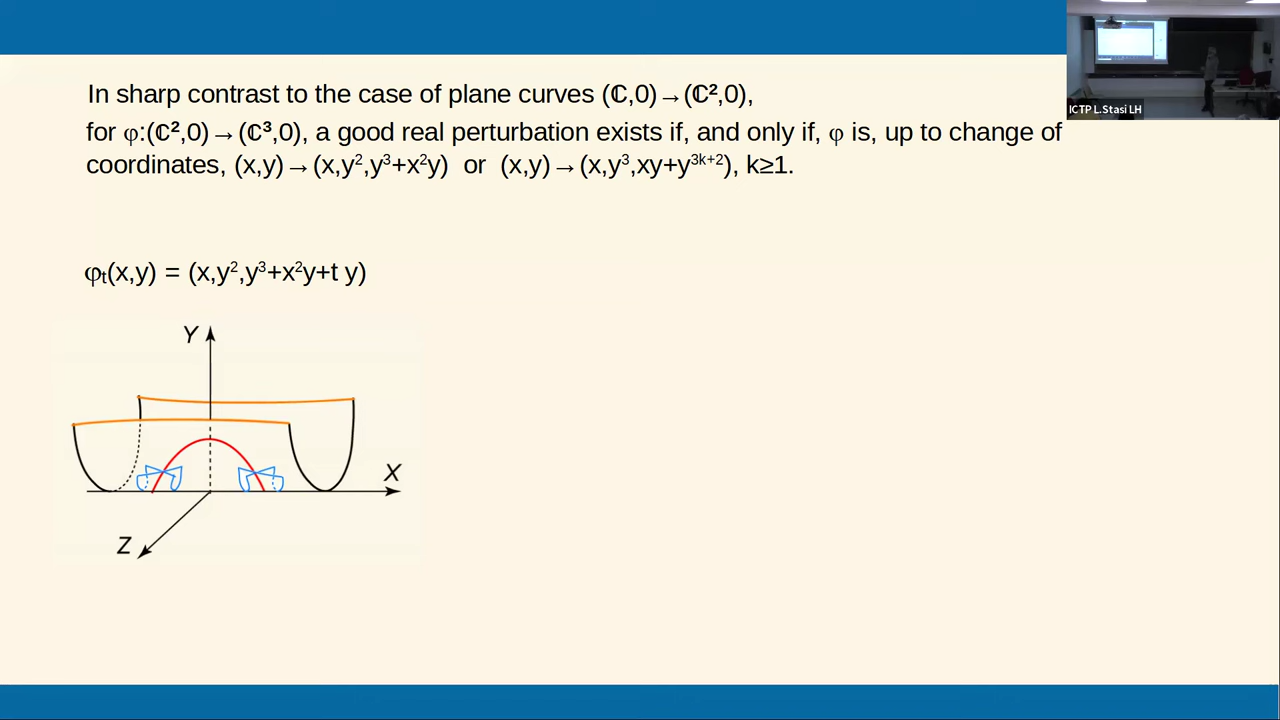 In sharp contrast to the case of plane curves (ℂ,0)→(ℂ²,0),
for φ:(ℂ²,0)→(ℂ³,0), a good real perturbation exists if, and only if, φ is, up to change of
coordinates, (x,y)→(x,y²,y³+x²y) or (x,y)→(x,y³,xy+y³ᵏ⁺²), k≥1.
φₜ(x,y) = (x,y²,y³+x²y+t y)
Y
X
Z
ICTP L.Stasi LH